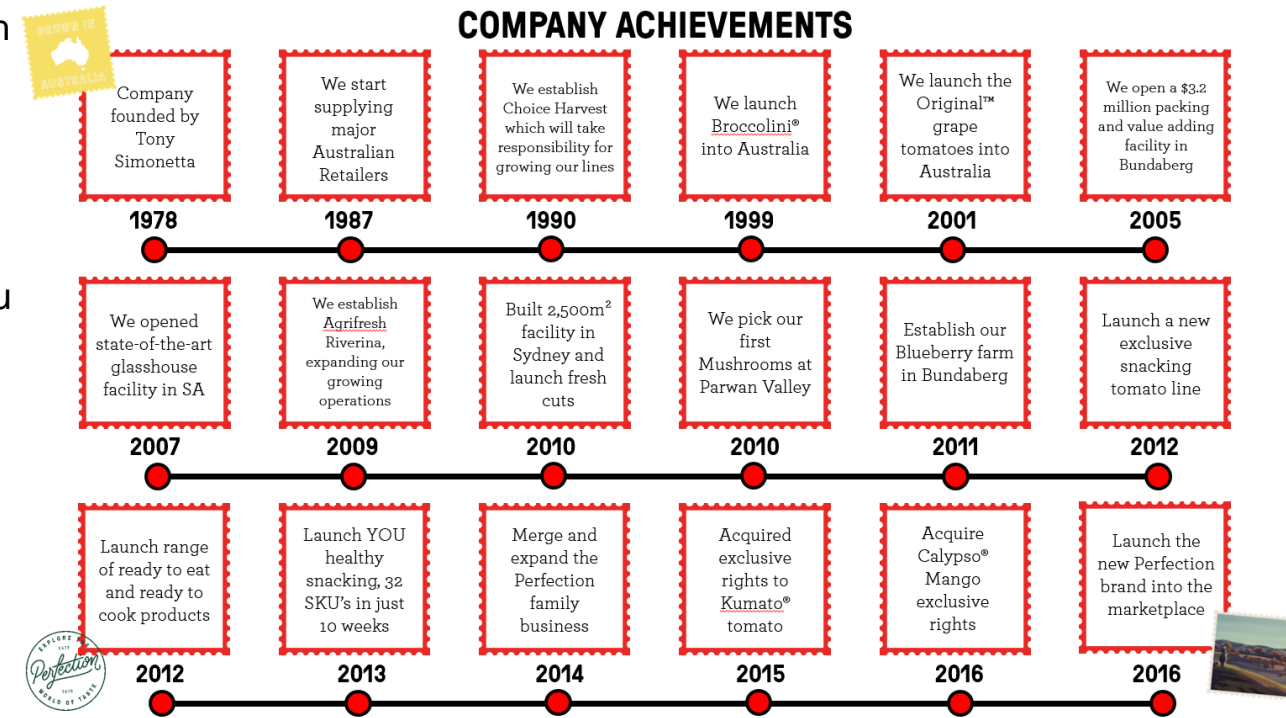 n
GROWN IN
AUSTRALIA
COMPANY ACHIEVEMENTS
Company
founded by
Tony
Simonetta
We start
supplying
major
Australian
Retailers
We establish
Choice Harvest
which will take
responsibility for
growing our lines
We launch
Broccolini®
into Australia
We launch the
Original™
grape
tomatoes into
Australia
We open a $3.2
million packing
and value adding
facility in
Bundaberg
1978
1987
1990
1999
2001
2005
u
We opened
state-of-the-art
glasshouse
facility in SA
We establish
Agrifresh
Riverina,
expanding our
growing
operations
Built 2,500m²
facility in
Sydney and
launch fresh
cuts
We pick our
first
Mushrooms at
Parwan Valley
Establish our
Blueberry farm
in Bundaberg
Launch a new
exclusive
snacking
tomato line
2007
2009
2010
2010
2011
2012
Launch range
of ready to eat
and ready to
cook products
Launch YOU
healthy
snacking, 32
SKU's in just
10 weeks
Merge and
expand the
Perfection
family
business
Acquired
exclusive
rights to
Kumato®
tomato
Acquire
Calypso®
Mango
exclusive
rights
Launch the
new Perfection
brand into the
marketplace
EXPLORE THE
ESTD
Perfection
WORLD OF TASTE
2012
2013
2014
2015
2016
2016